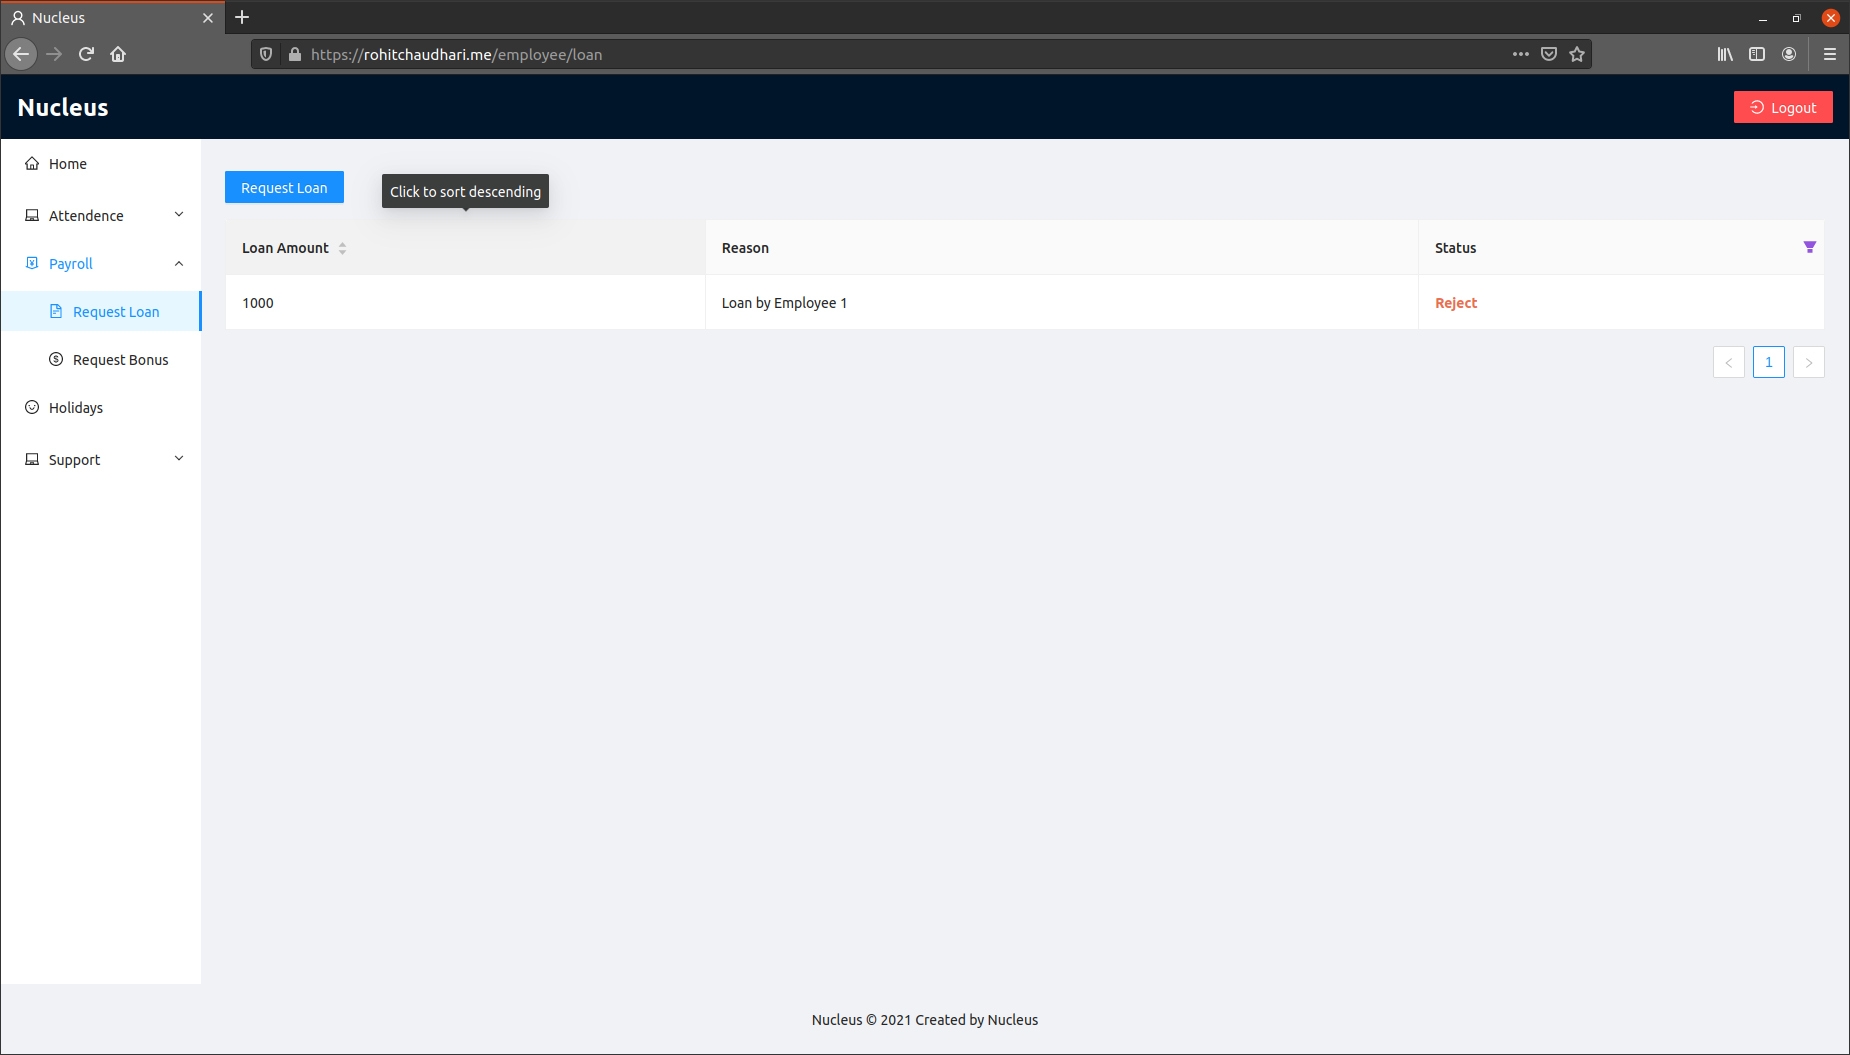 Nucleus
https://rohitchaudhari.me/employee/loan
Nucleus
Logout
Home
Attendence
Payroll
Request Loan
Request Bonus
Holidays
Support
Request Loan
Click to sort descending
Loan Amount Reason Status
1000 Loan by Employee 1 Reject
< 1 >
Nucleus © 2021 Created by Nucleus